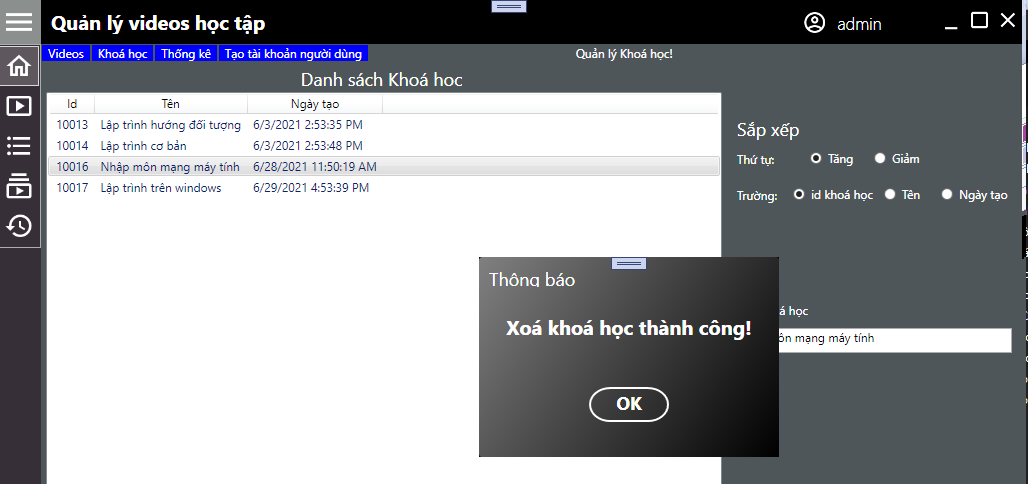 Quản lý videos học tập
admin
Videos Khoá học Thống kê Tạo tài khoản người dùng
Quản lý Khoá học!
Danh sách Khoá học
Id Tên Ngày tạo
10013 Lập trình hướng đối tượng 6/3/2021 2:53:35 PM
10014 Lập trình cơ bản 6/3/2021 2:53:48 PM
10016 Nhập môn mạng máy tính 6/28/2021 11:50:19 AM
10017 Lập trình trên windows 6/29/2021 4:53:39 PM
Sắp xếp
Thứ tự: Tăng Giảm
Trường: id khoá học Tên Ngày tạo
học
mạng máy tính
Thông báo
Xoá khoá học thành công!
OK